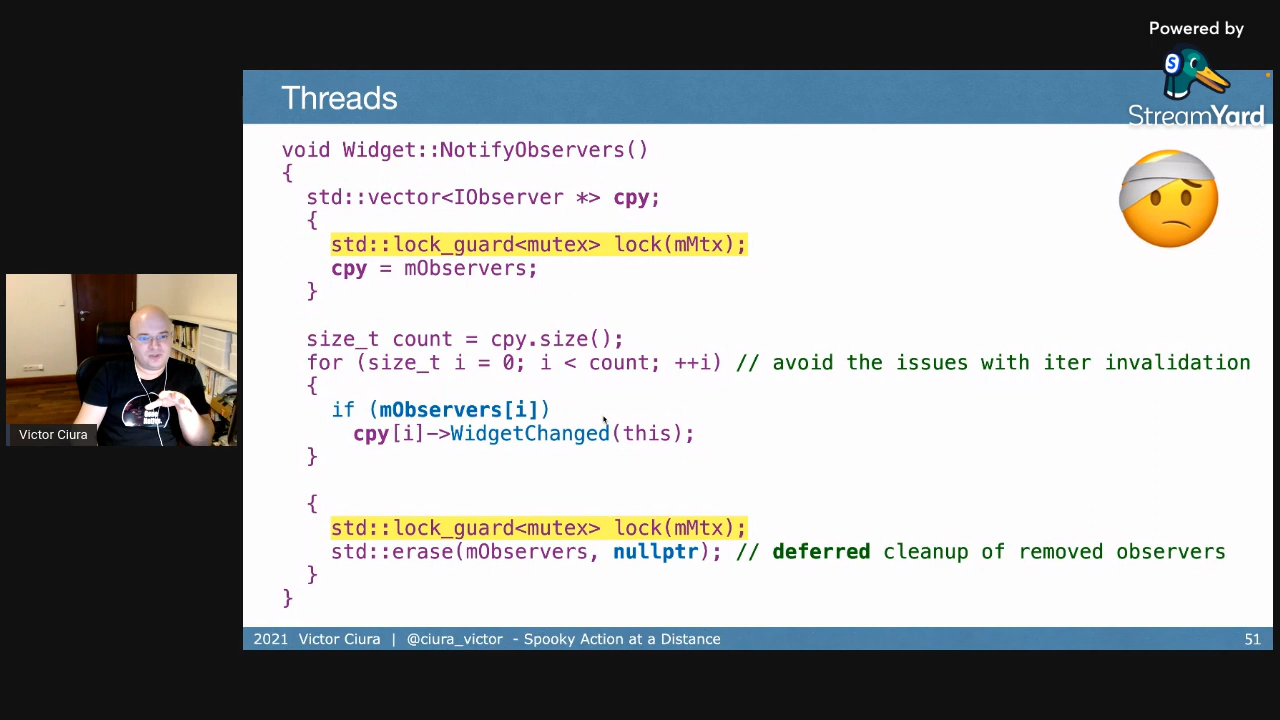 Powered by
StreamYard
Threads
void Widget::NotifyObservers()
{
std::vector<IObserver *> cpy;
{
std::lock_guard<mutex> lock(mMtx);
cpy = mObservers;
}
size_t count = cpy.size();
for (size_t i = 0; i < count; ++i) // avoid the issues with iter invalidation
{
if (mObservers[i])
cpy[i]->WidgetChanged(this);
}
{
std::lock_guard<mutex> lock(mMtx);
std::erase(mObservers, nullptr); // deferred cleanup of removed observers
}
}
Victor Ciura
2021 Victor Ciura | @ciura_victor - Spooky Action at a Distance
51